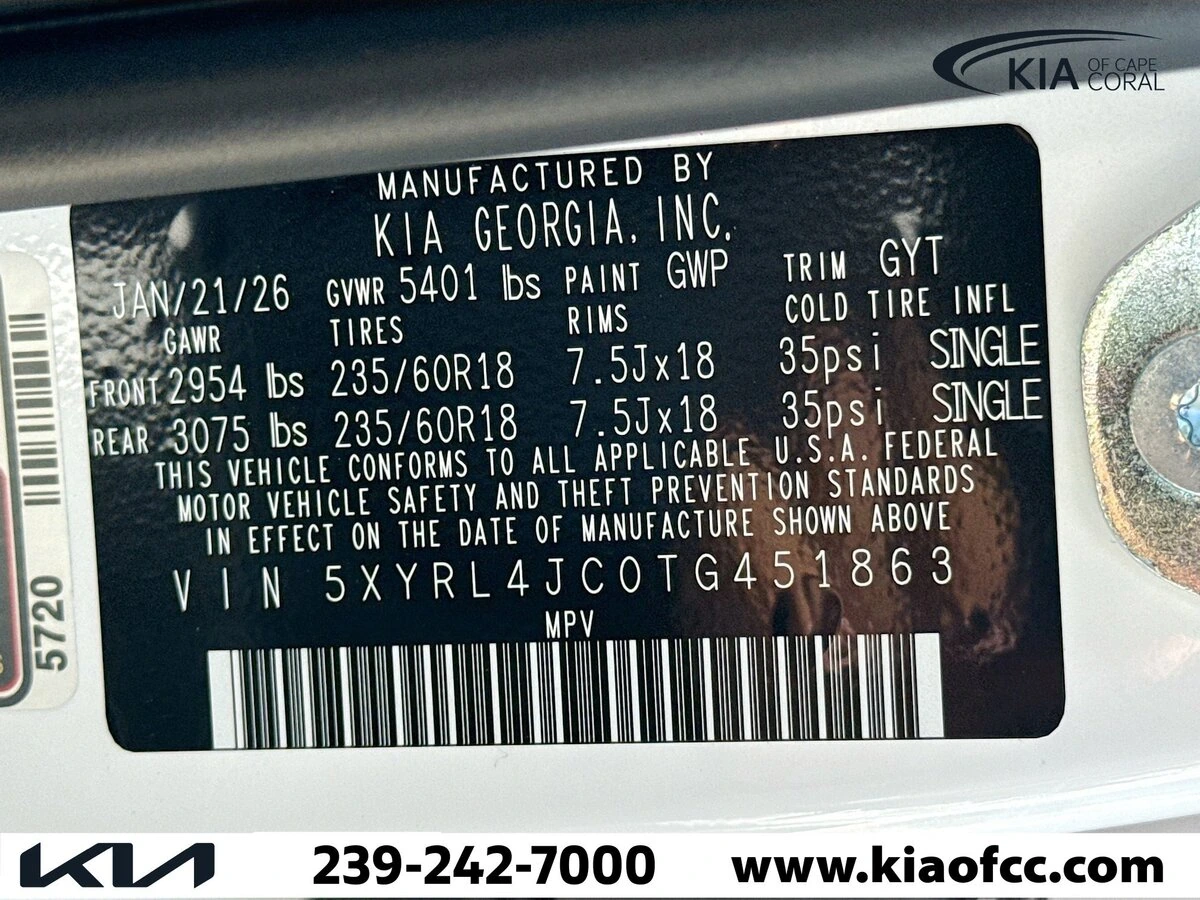 KIA OF CAPE CORAL
MANUFACTURED BY
KIA GEORGIA, INC.
JAN/21/26 GVWR 5401 lbs PAINT GWP TRIM GYT
GAWR TIRES RIMS COLD TIRE INFL
FRONT 2954 lbs 235/60R18 7.5Jx18 35psi SINGLE
REAR 3075 lbs 235/60R18 7.5Jx18 35psi SINGLE
THIS VEHICLE CONFORMS TO ALL APPLICABLE U.S.A. FEDERAL
MOTOR VEHICLE SAFETY AND THEFT PREVENTION STANDARDS
IN EFFECT ON THE DATE OF MANUFACTURE SHOWN ABOVE
VIN 5XYRL4JC0TG451863
MPV
5720
KIA 239-242-7000 www.kiaofcc.com